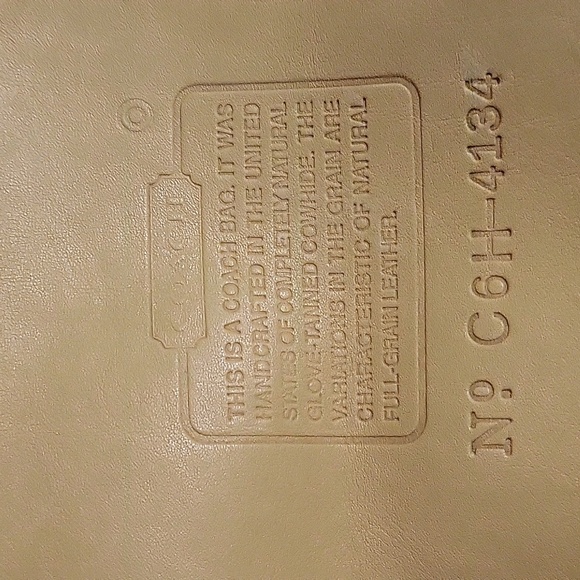 ®
COACH
THIS IS A COACH BAG. IT WAS
HANDCRAFTED IN THE UNITED
STATES OF COMPLETELY NATURAL
GLOVE-TANNED COWHIDE. THE
VARIATIONS IN THE GRAIN ARE
CHARACTERISTIC OF NATURAL
FULL-GRAIN LEATHER.
Nº C6H-4134